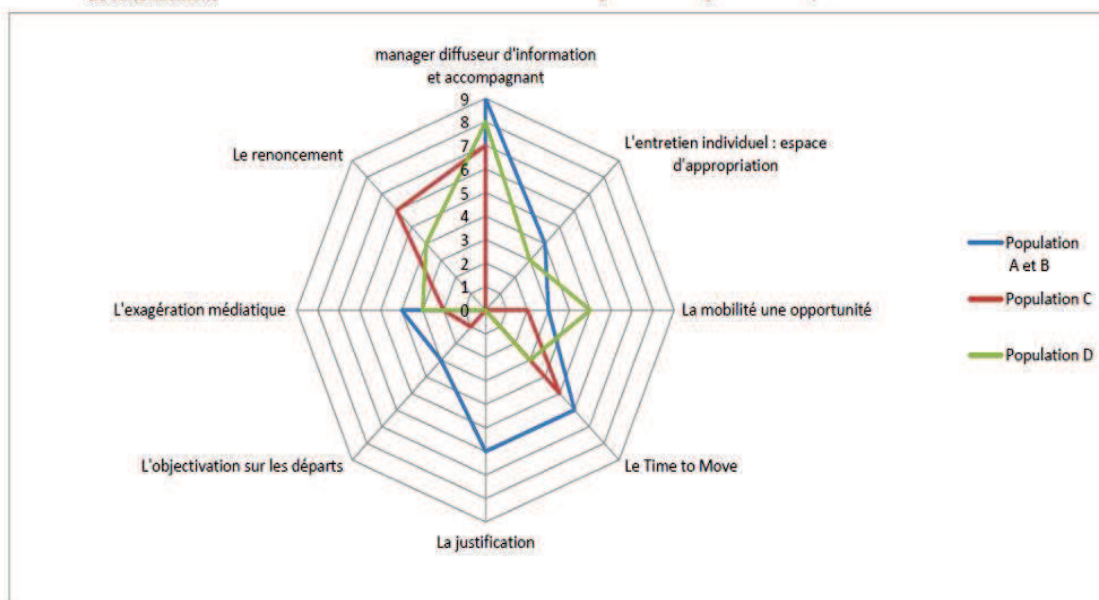 manager diffuseur d'information
et accompagnant
9
8
7
6
5
4
3
2
1
0
L'entretien individuel : espace
d'appropriation
La mobilité une opportunité
Le Time to Move
La justification
L'objectivation sur les départs
L'exagération médiatique
Le renoncement
Population
A et B
Population C
Population D